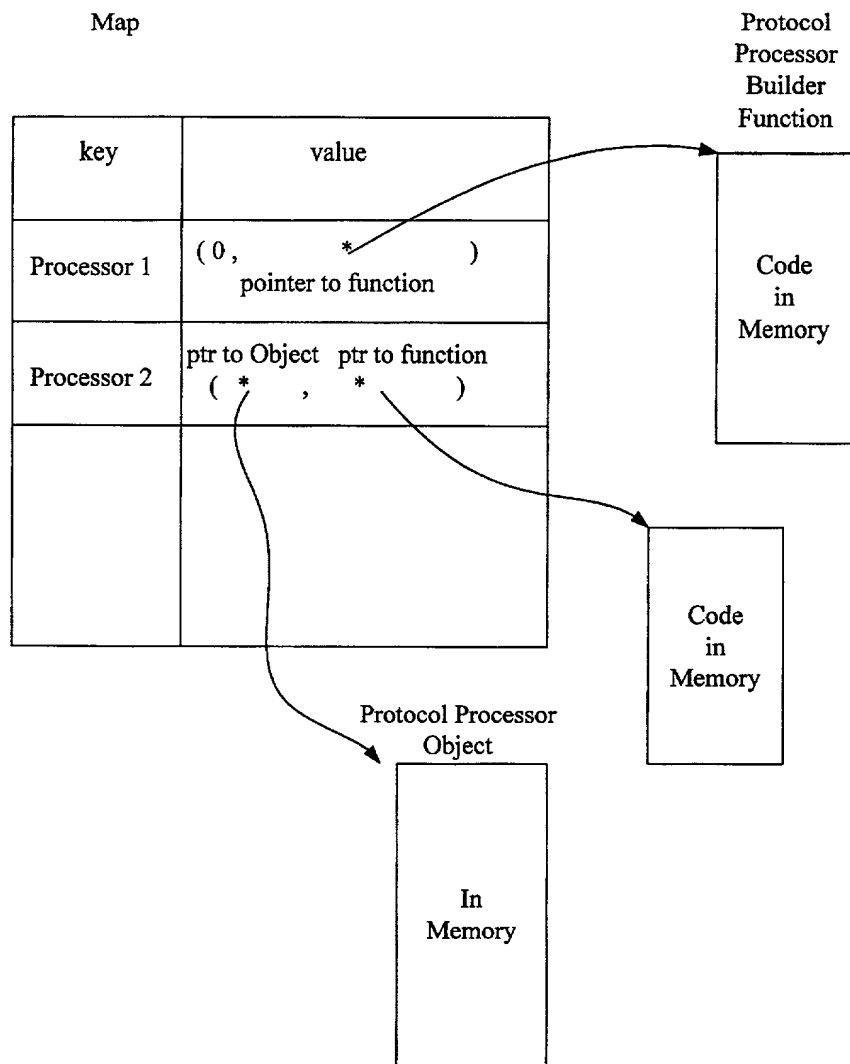 Map
Protocol
Processor
Builder
Function
key value
Processor 1 ( 0 , * )
pointer to function
Code
in
Memory
Processor 2 ptr to Object ptr to function
( * , * )
Code
in
Memory
Protocol Processor
Object
In
Memory